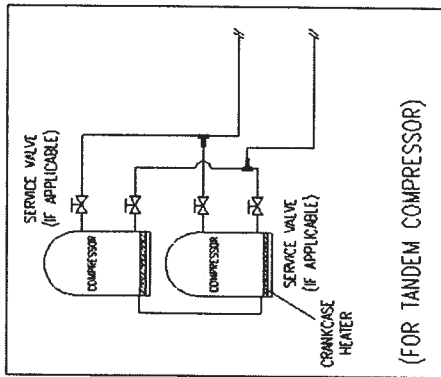 SERVICE VALVE
(IF APPLICABLE)
COMPRESSOR
COMPRESSOR
SERVICE VALVE
(IF APPLICABLE)
CRANKCASE
HEATER
(FOR TANDEM COMPRESSOR)